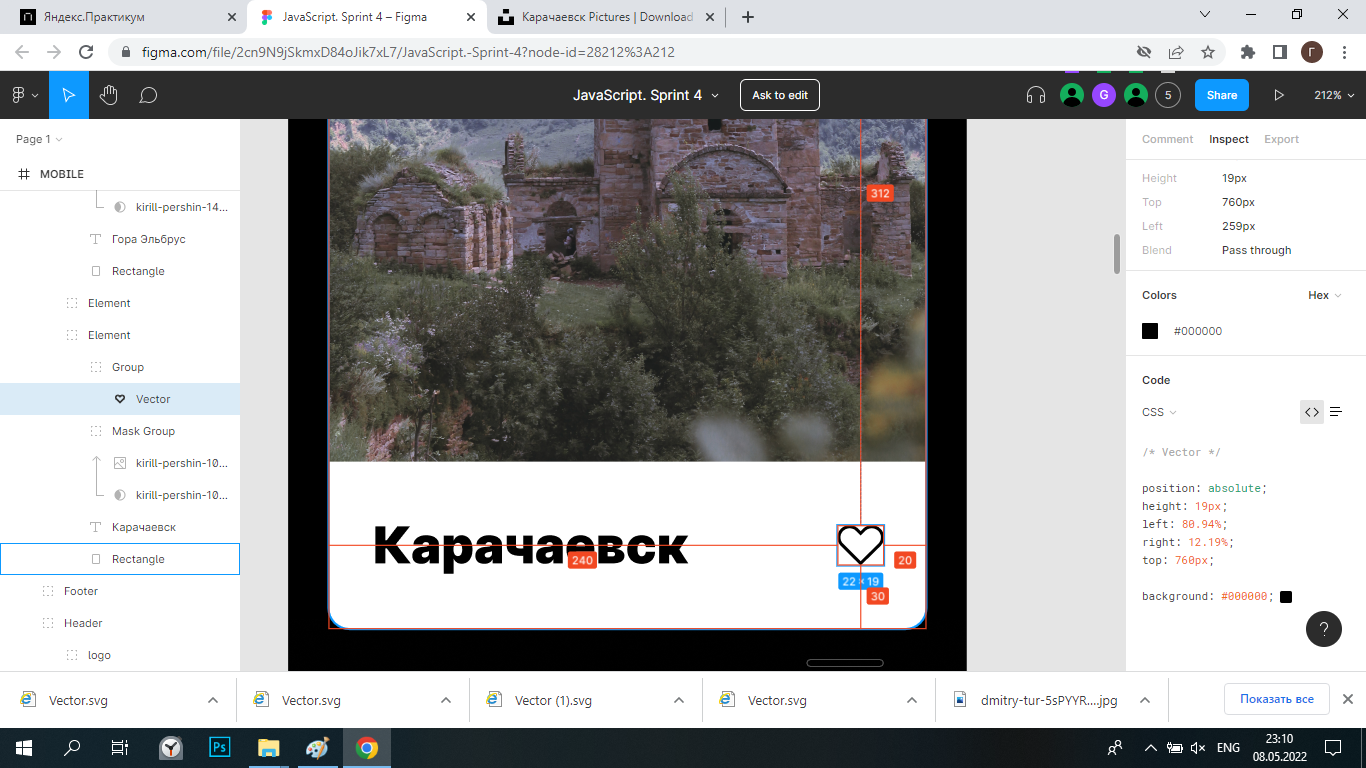 Яндекс.Практикум
JavaScript. Sprint 4 – Figma
Карачаевск Pictures | Download
figma.com/file/2cn9N9jSkmxD84oJik7xL7/JavaScript.-Sprint-4?node-id=28212%3A212
Г
JavaScript. Sprint 4
Ask to edit
G
5
Share
212%
Page 1
MOBILE
kirill-pershin-14...
Гора Эльбрус
Rectangle
Element
Element
Group
Vector
Mask Group
kirill-pershin-10...
kirill-pershin-10...
Карачаевск
Rectangle
Footer
Header
logo
312
Карачаевск
240
20
22 × 19
30
Comment Inspect Export
Height 19px
Top 760px
Left 259px
Blend Pass through
Colors Hex
#000000
Code
CSS
/* Vector */
position: absolute;
height: 19px;
left: 80.94%;
right: 12.19%;
top: 760px;
background: #000000;
?
Vector.svg
Vector.svg
Vector (1).svg
Vector.svg
dmitry-tur-5sPYYR....jpg
Показать все
Ps
ENG
23:10
08.05.2022